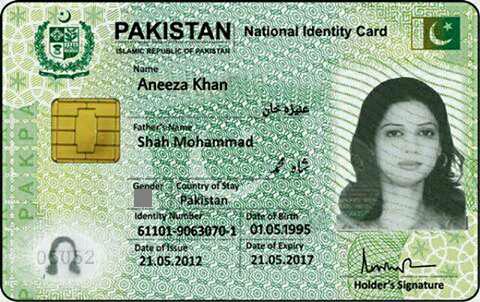 PAKISTAN National Identity Card
ISLAMIC REPUBLIC OF PAKISTAN
Name
Aneeza Khan
عنیزہ خان
Father's Name
Shah Mohammad
شاہ محمد
Gender Country of Stay
Pakistan
Identity Number Date of Birth
61101-9063070-1 01.05.1995
Date of Issue Date of Expiry
21.05.2012 21.05.2017
Holder's Signature